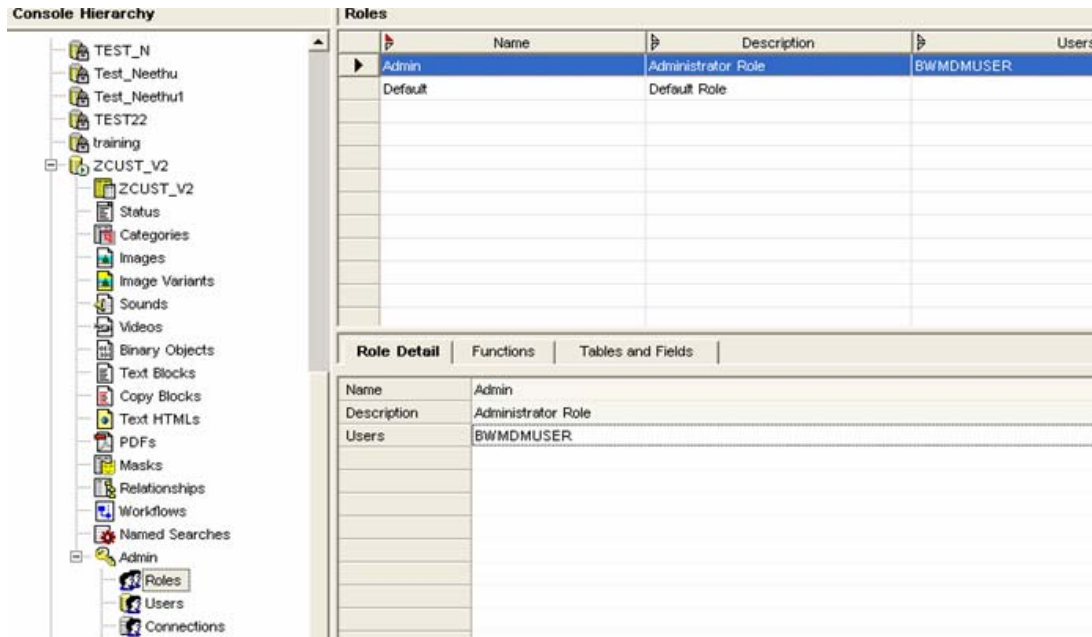 Console Hierarchy
TEST_N
Test_Neethu
Test_Neethu1
TEST22
training
ZCUST_V2
ZCUST_V2
Status
Categories
Images
Image Variants
Sounds
Videos
Binary Objects
Text Blocks
Copy Blocks
Text HTMLs
PDFs
Masks
Relationships
Workflows
Named Searches
Admin
Roles
Users
Connections
Roles
Name Description Users
Admin Administrator Role BWMDMUSER
Default Default Role
Role Detail Functions Tables and Fields
Name Admin
Description Administrator Role
Users BWMDMUSER